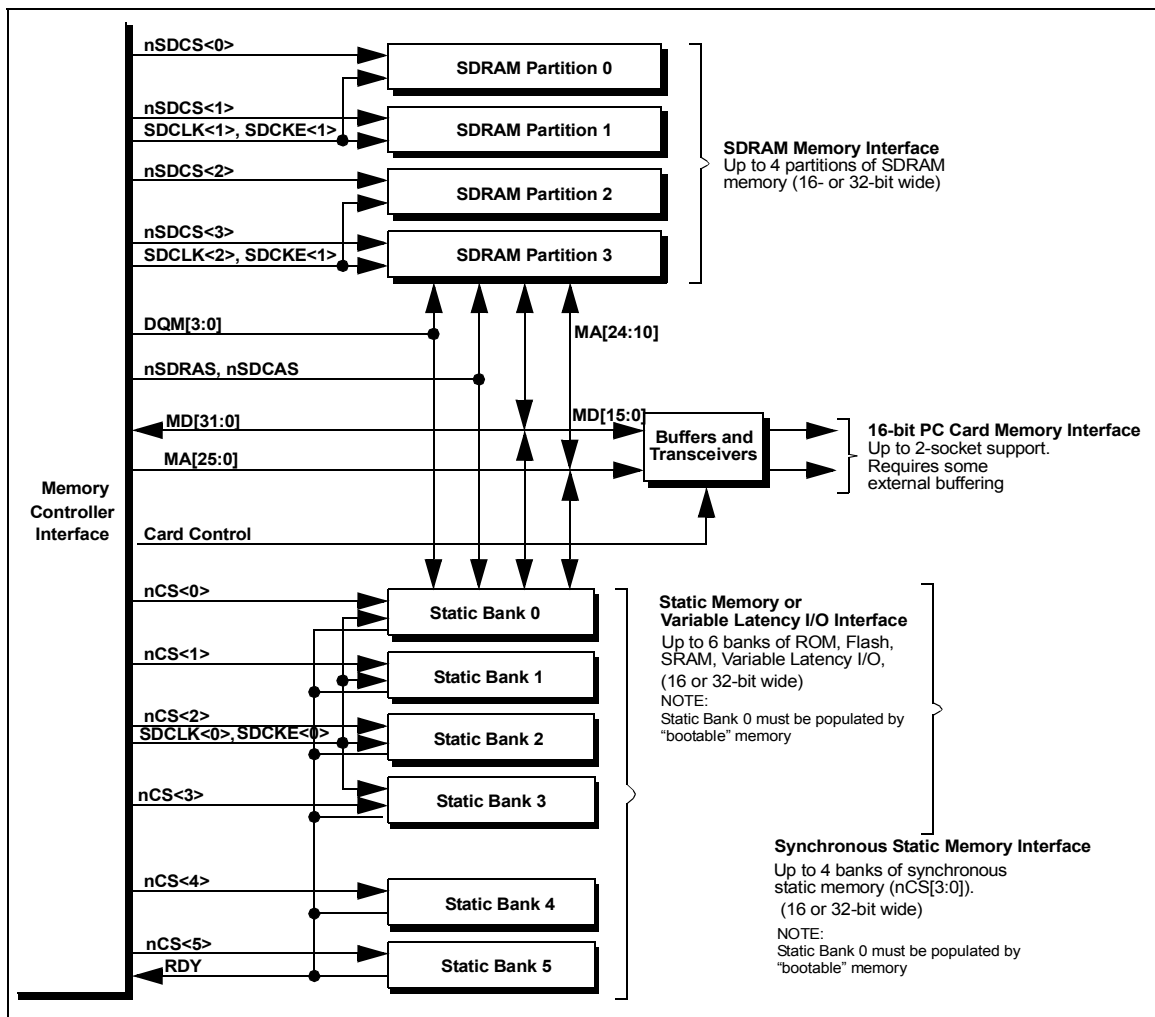 nSDCS<0>
SDRAM Partition 0
nSDCS<1>
SDCLK<1>, SDCKE<1>
SDRAM Partition 1
nSDCS<2>
SDRAM Partition 2
nSDCS<3>
SDCLK<2>, SDCKE<1>
SDRAM Partition 3
SDRAM Memory Interface
Up to 4 partitions of SDRAM
memory (16- or 32-bit wide)
DQM[3:0]
MA[24:10]
nSDRAS, nSDCAS
MD[31:0]
MD[15:0]
MA[25:0]
Buffers and
Transceivers
16-bit PC Card Memory Interface
Up to 2-socket support.
Requires some
external buffering
Memory
Controller
Interface
Card Control
nCS<0>
Static Bank 0
nCS<1>
Static Bank 1
nCS<2>
SDCLK<0>, SDCKE<0>
Static Bank 2
nCS<3>
Static Bank 3
nCS<4>
Static Bank 4
nCS<5>
RDY
Static Bank 5
Static Memory or
Variable Latency I/O Interface
Up to 6 banks of ROM, Flash,
SRAM, Variable Latency I/O,
(16 or 32-bit wide)
NOTE:
Static Bank 0 must be populated by
“bootable” memory
Synchronous Static Memory Interface
Up to 4 banks of synchronous
static memory (nCS[3:0]).
(16 or 32-bit wide)
NOTE:
Static Bank 0 must be populated by
“bootable” memory